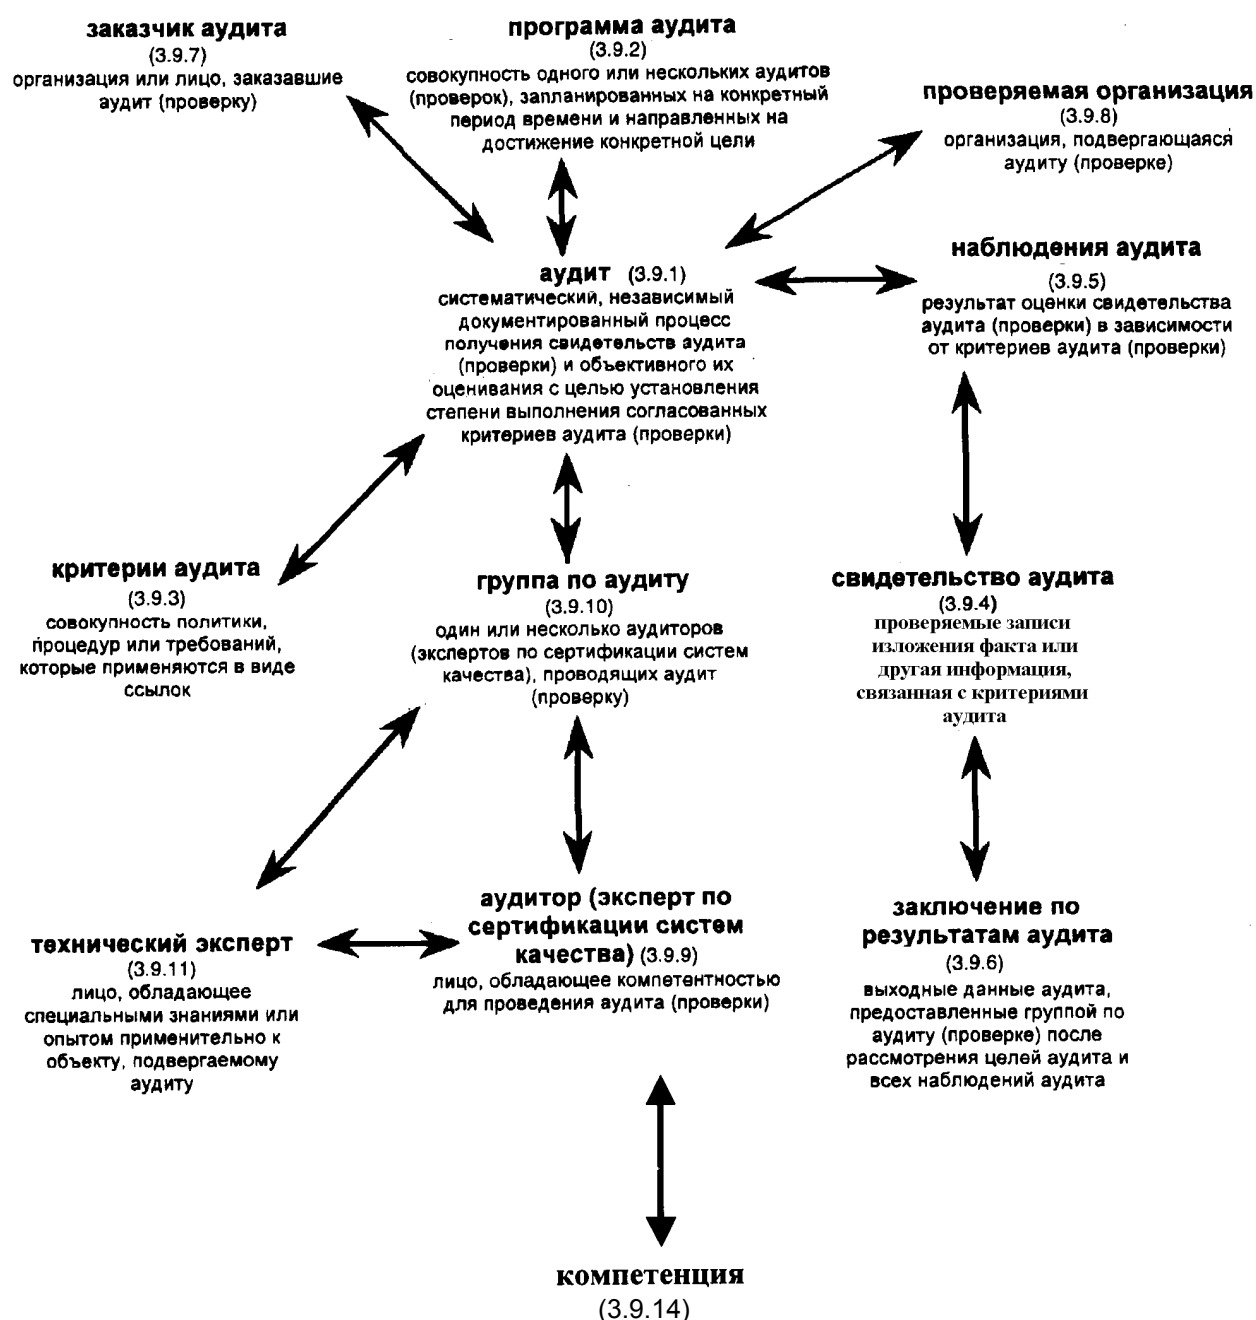 заказчик аудита
(3.9.7)
организация или лицо, заказавшие
аудит (проверку)
программа аудита
(3.9.2)
совокупность одного или нескольких аудитов
(проверок), запланированных на конкретный
период времени и направленных на
достижение конкретной цели
проверяемая организация
(3.9.8)
организация, подвергающаяся
аудиту (проверке)
аудит (3.9.1)
систематический, независимый
документированный процесс
получения свидетельств аудита
(проверки) и объективного их
оценивания с целью установления
степени выполнения согласованных
критериев аудита (проверки)
наблюдения аудита
(3.9.5)
результат оценки свидетельства
аудита (проверки) в зависимости
от критериев аудита (проверки)
критерии аудита
(3.9.3)
совокупность политики,
процедур или требований,
которые применяются в виде
ссылок
группа по аудиту
(3.9.10)
один или несколько аудиторов
(экспертов по сертификации систем
качества), проводящих аудит
(проверку)
свидетельство аудита
(3.9.4)
проверяемые записи
изложения факта или
другая информация,
связанная с критериями
аудита
технический эксперт
(3.9.11)
лицо, обладающее
специальными знаниями или
опытом применительно к
объекту, подвергаемому
аудиту
аудитор (эксперт по
сертификации систем
качества) (3.9.9)
лицо, обладающее компетентностью
для проведения аудита (проверки)
заключение по
результатам аудита
(3.9.6)
выходные данные аудита,
предоставленные группой по
аудиту (проверке) после
рассмотрения целей аудита и
всех наблюдений аудита
компетенция
(3.9.14)